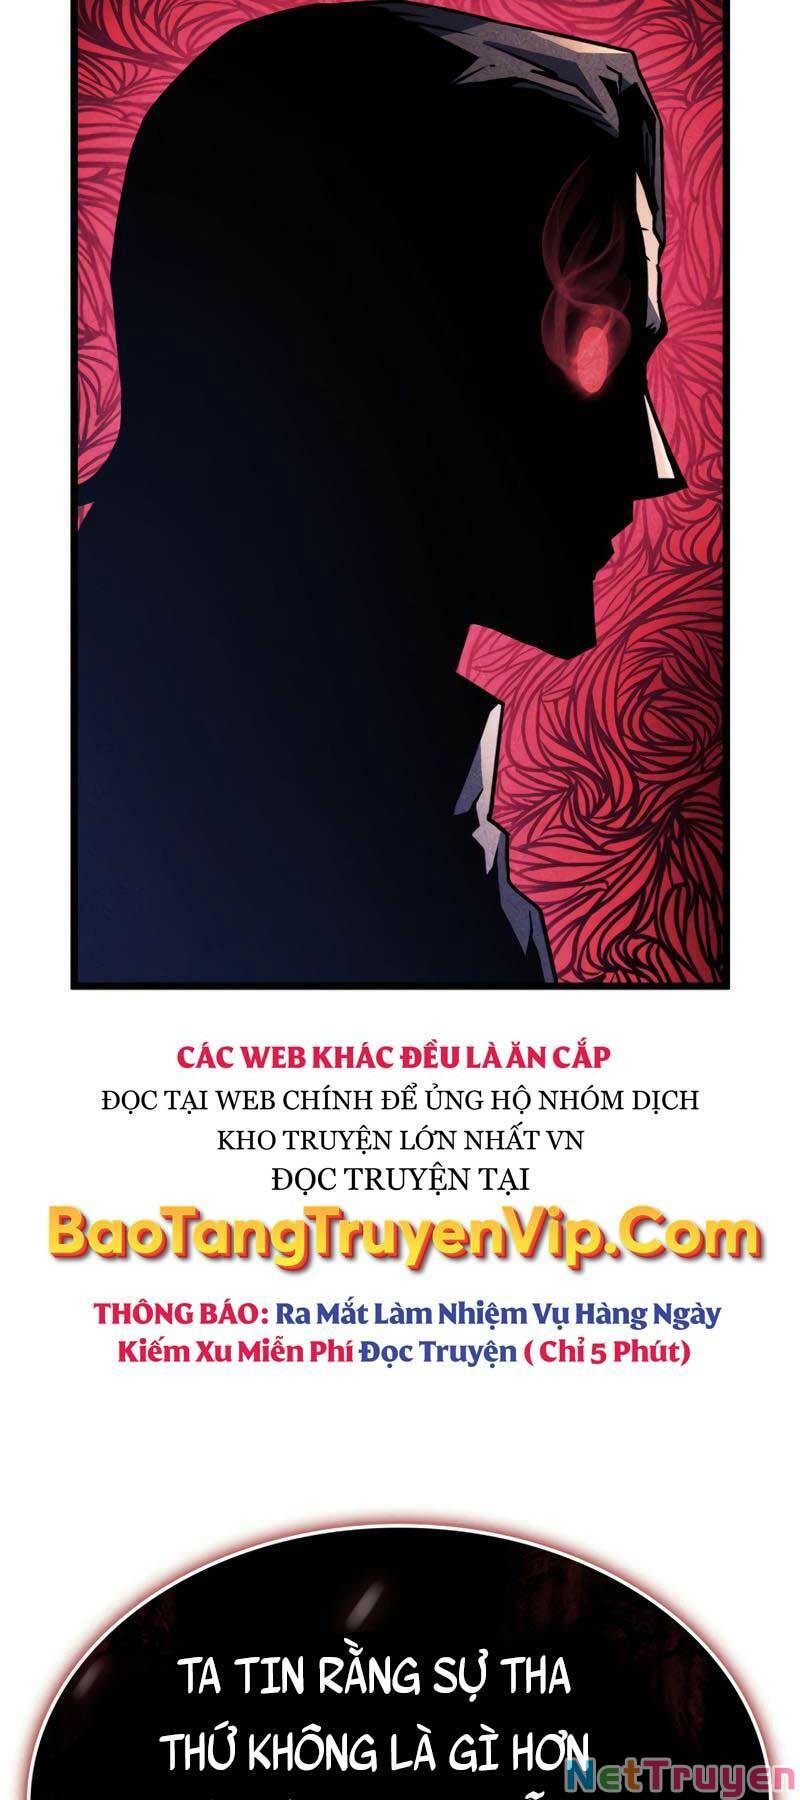 CÁC WEB KHÁC ĐỀU LÀ ĂN CẮP
ĐỌC TẠI WEB CHÍNH ĐỂ ỦNG HỘ NHÓM DỊCH
KHO TRUYỆN LỚN NHẤT VN
ĐỌC TRUYỆN TẠI
BaoTangTruyenVip.Com
THÔNG BÁO: Ra Mắt Làm Nhiệm Vụ Hàng Ngày
Kiếm Xu Miễn Phí Đọc Truyện ( Chỉ 5 Phút)
TA TIN RẰNG SỰ THA
THỨ KHÔNG LÀ GÌ HƠN
NetTruyen